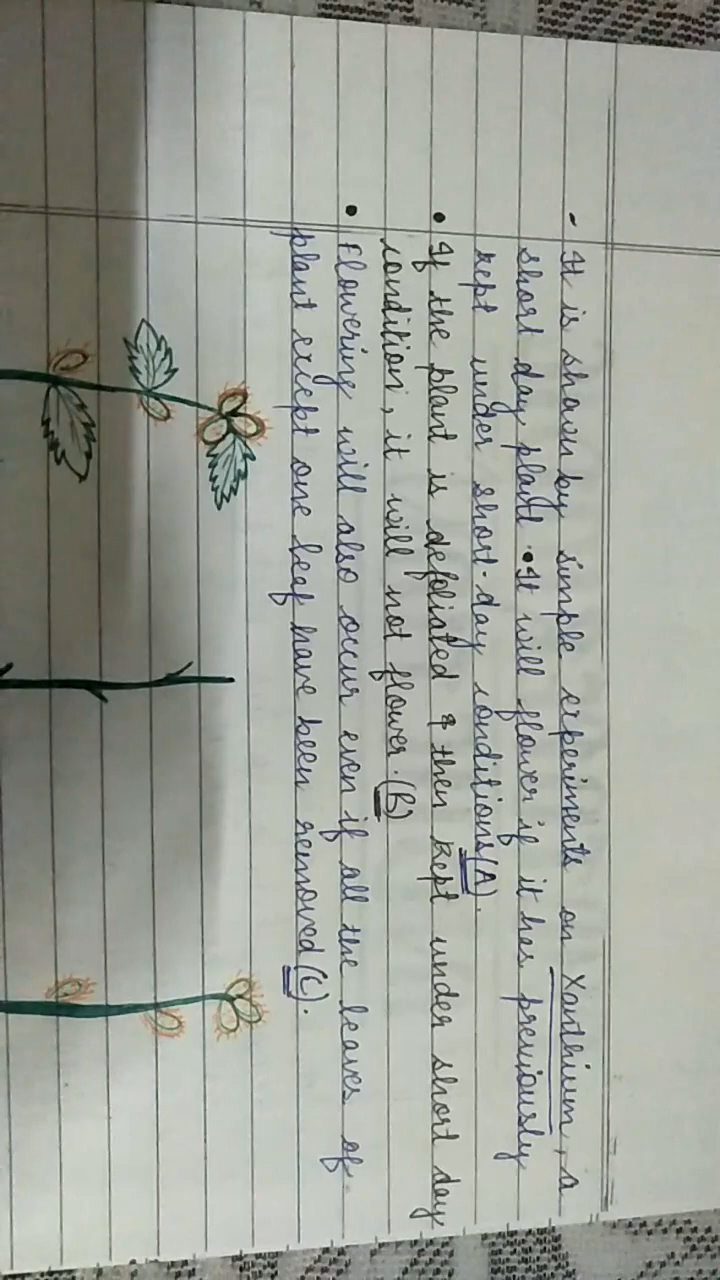 - It is shown by simple experiments on Xanthium, a
short day plant. • It will flower if it has previously
kept under short-day conditions(A).
• If the plant is defoliated & then kept under short day
condition, it will not flower. (B)
• Flowering will also occur even if all the leaves of
plant except one leaf have been removed (C).